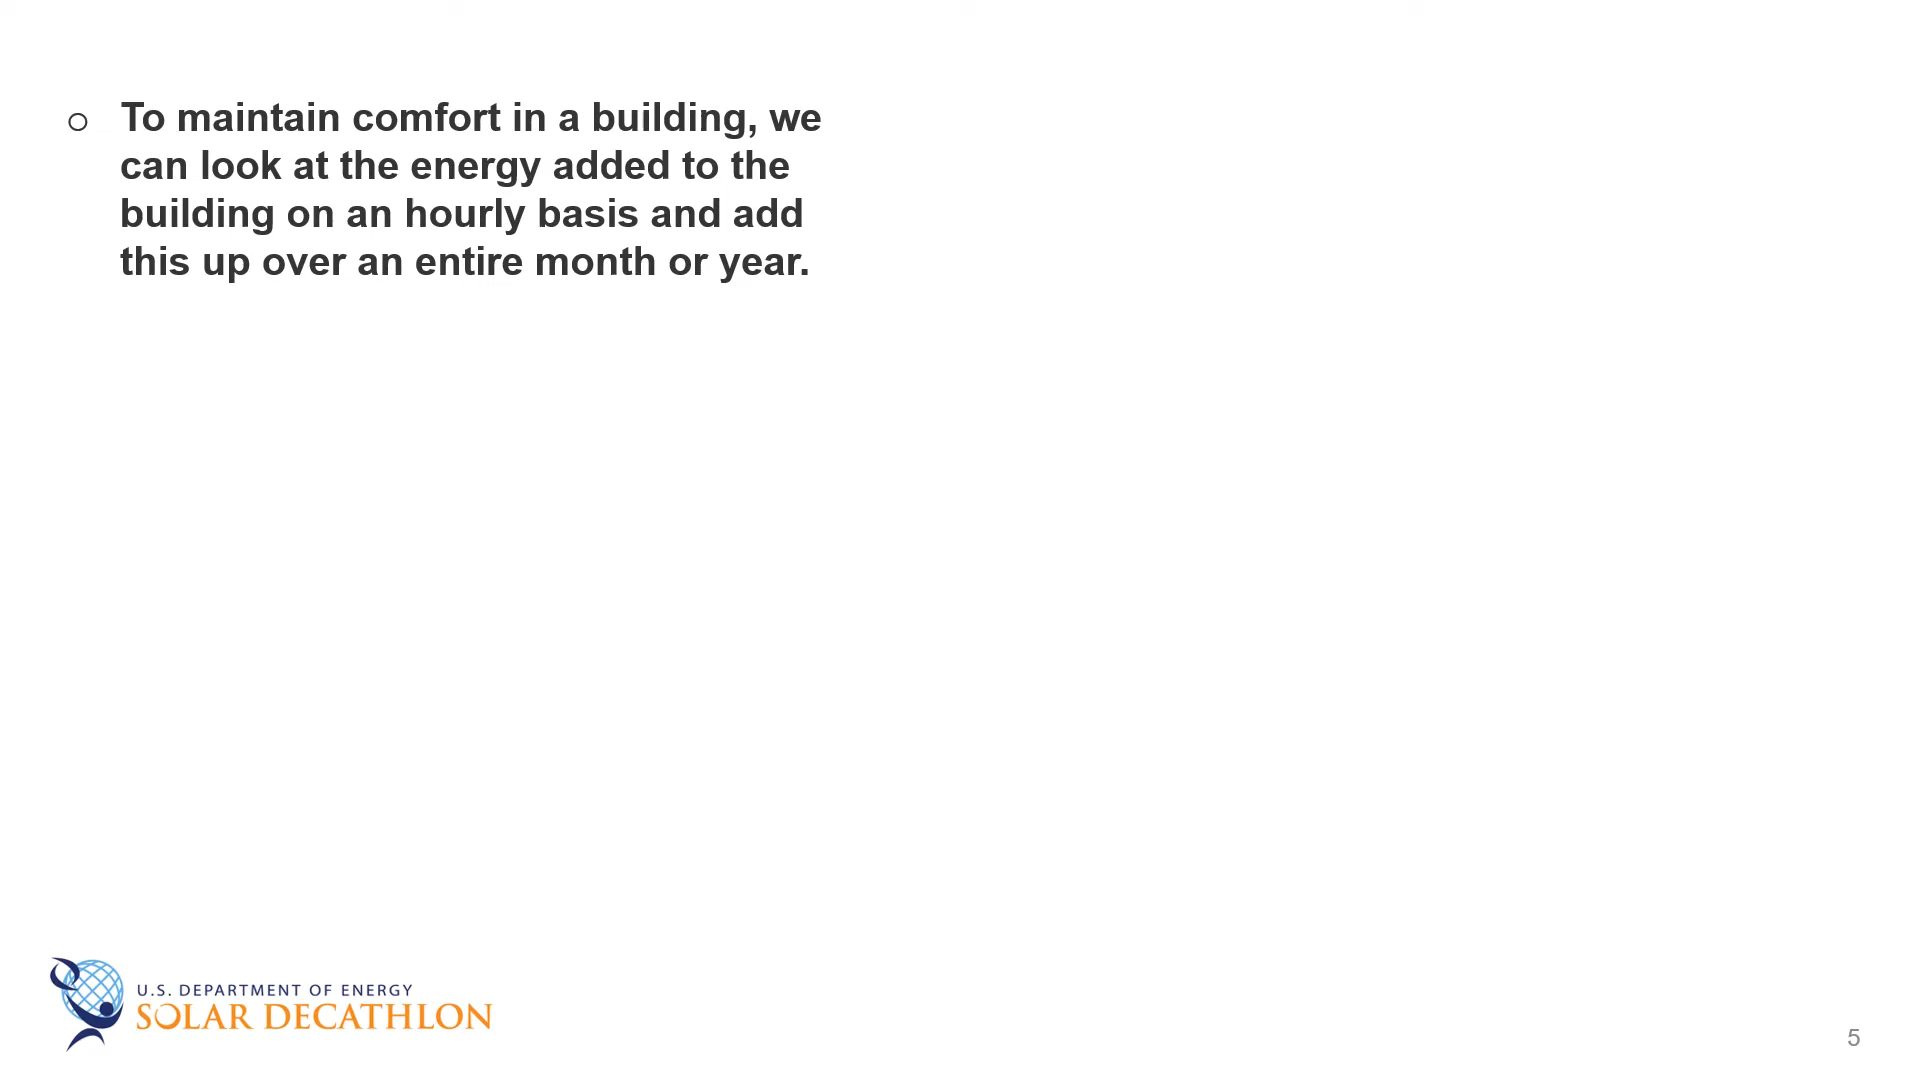 ○ To maintain comfort in a building, we
can look at the energy added to the
building on an hourly basis and add
this up over an entire month or year.
U.S. DEPARTMENT OF ENERGY
SOLAR DECATHLON
5